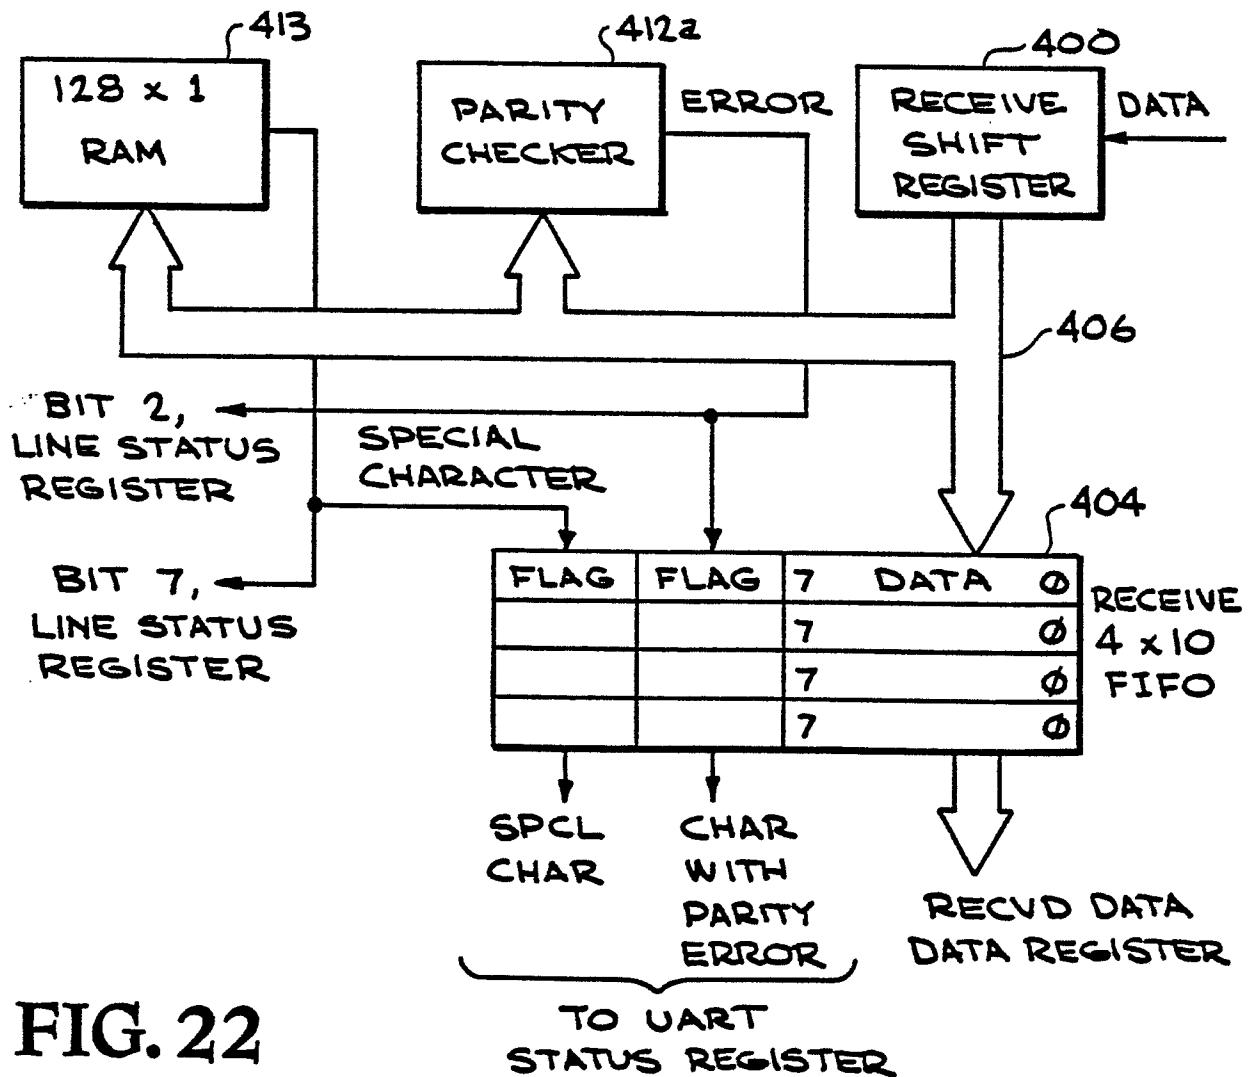 413
128 x 1
RAM
412a
PARITY
CHECKER
ERROR
400
RECEIVE
SHIFT
REGISTER
DATA
406
BIT 2,
LINE STATUS
REGISTER
SPECIAL
CHARACTER
BIT 7,
LINE STATUS
REGISTER
404
FLAG FLAG 7 DATA Ø
7 Ø
7 Ø
7 Ø
RECEIVE
4 x 10
FIFO
SPCL
CHAR
CHAR
WITH
PARITY
ERROR
RECVD DATA
DATA REGISTER
TO UART
STATUS REGISTER
FIG. 22